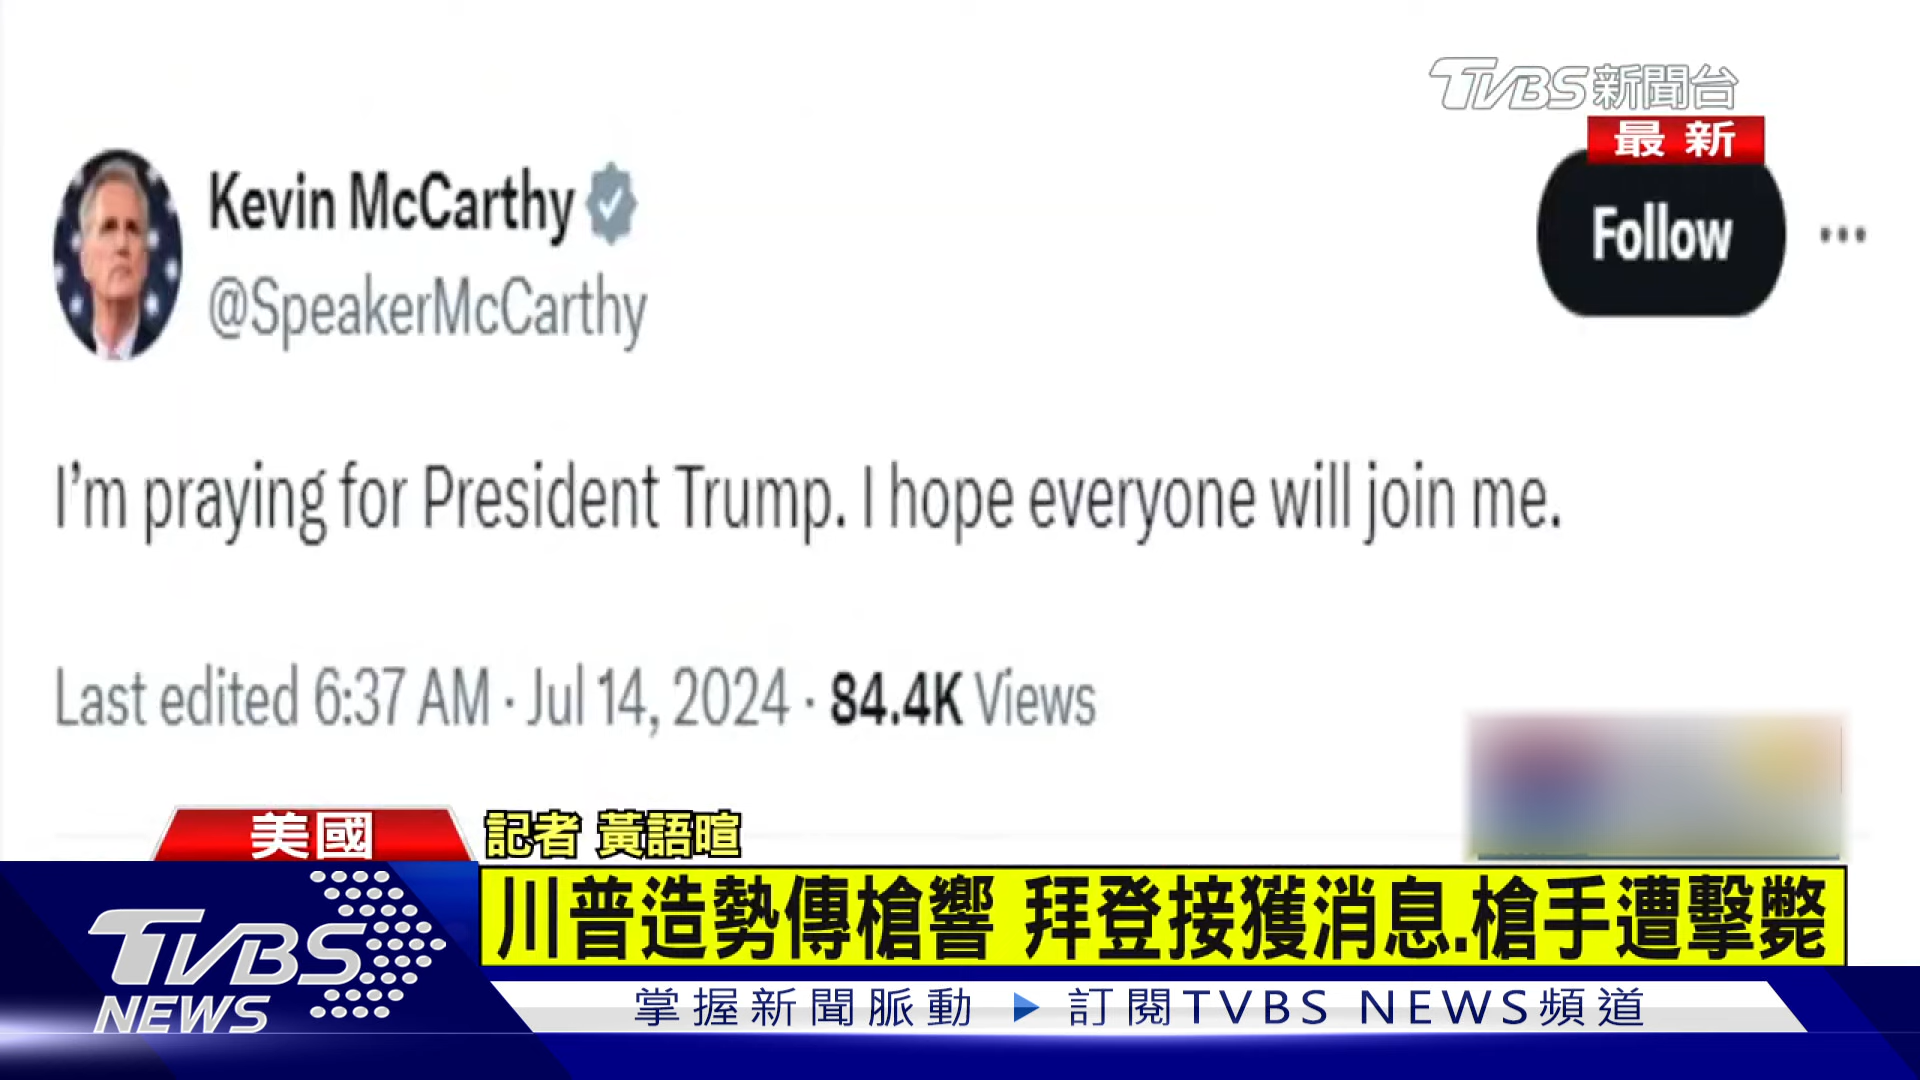 TVBS新聞台
最新
Kevin McCarthy
@SpeakerMcCarthy
Follow
I'm praying for President Trump. I hope everyone will join me.
Last edited 6:37 AM · Jul 14, 2024 · 84.4K Views
美國
記者 黃語暄
川普造勢傳槍響 拜登接獲消息.槍手遭擊斃
TVBS
NEWS
掌握新聞脈動 ▶ 訂閱TVBS NEWS頻道